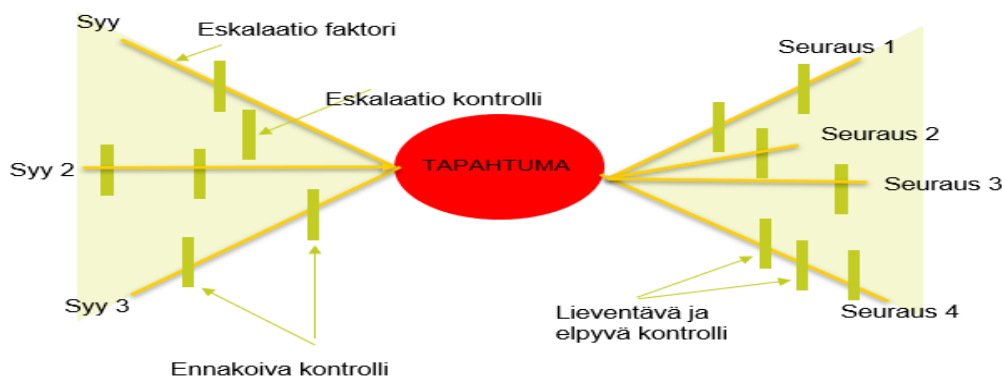 Syy
Eskalaatio faktori
Seuraus 1
Eskalaatio kontrolli
Seuraus 2
TAPAHTUMA
Syy 2
Seuraus 3
Syy 3
Lieventävä ja
elpyvä kontrolli
Seuraus 4
Ennakoiva kontrolli